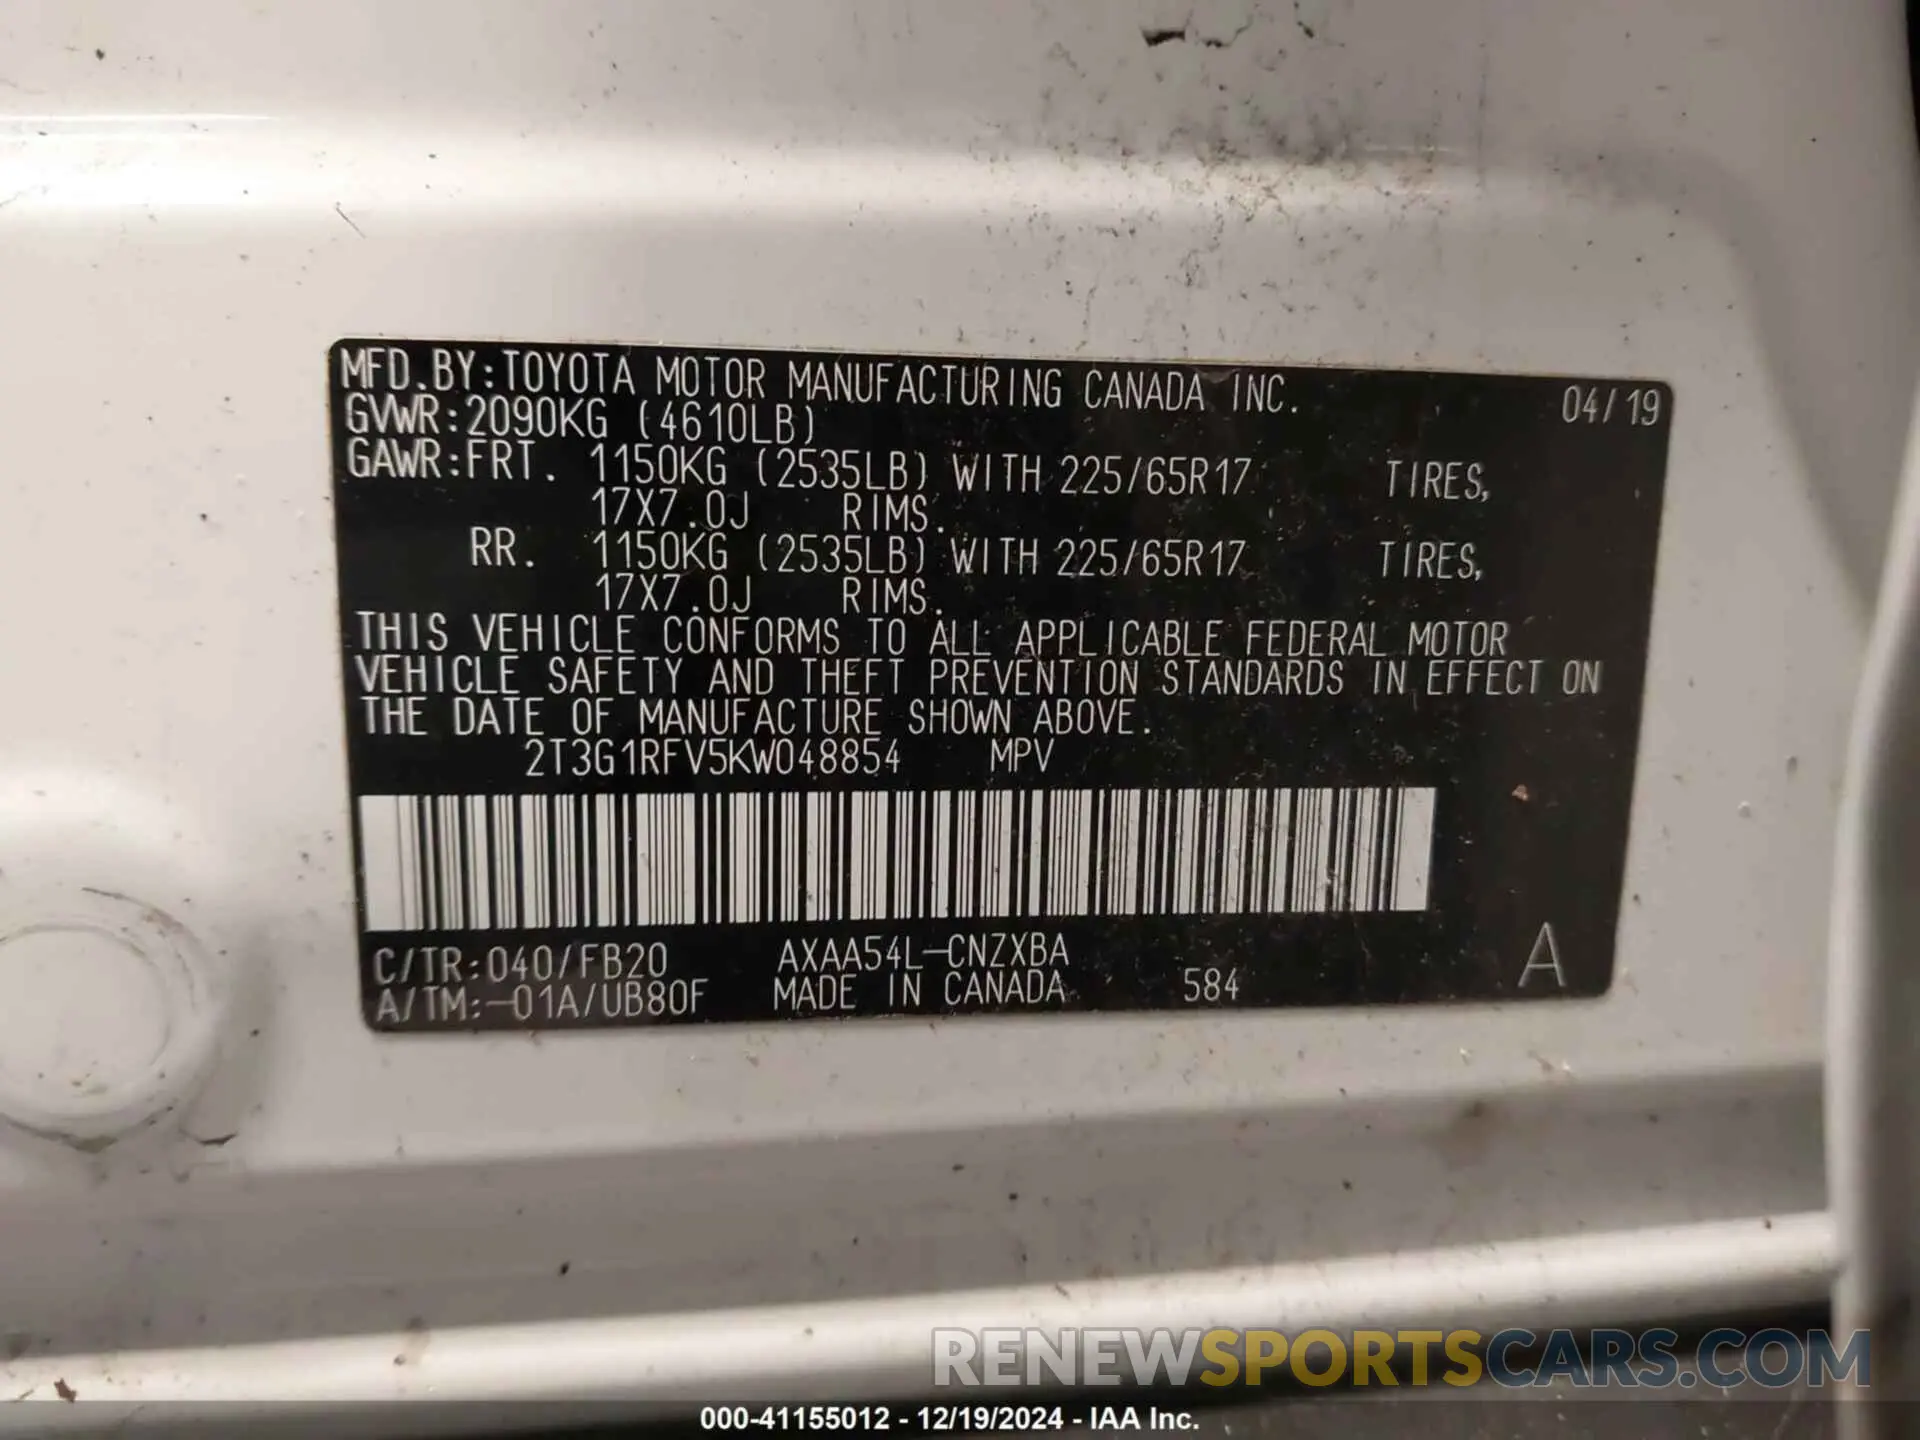 MFD.BY:TOYOTA MOTOR MANUFACTURING CANADA INC. 04/19
GVWR:2090KG (4610LB)
GAWR:FRT. 1150KG (2535LB) WITH 225/65R17 TIRES,
17X7.0J RIMS.
RR. 1150KG (2535LB) WITH 225/65R17 TIRES,
17X7.0J RIMS.
THIS VEHICLE CONFORMS TO ALL APPLICABLE FEDERAL MOTOR
VEHICLE SAFETY AND THEFT PREVENTION STANDARDS IN EFFECT ON
THE DATE OF MANUFACTURE SHOWN ABOVE.
2T3G1RFV5KW048854 MPV
C/TR:040/FB20 AXAA54L-CNZXBA
A/TM:-01A/UB80F MADE IN CANADA 584 A
RENEWSPORTSCARS.COM
000-41155012 - 12/19/2024 - IAA Inc.